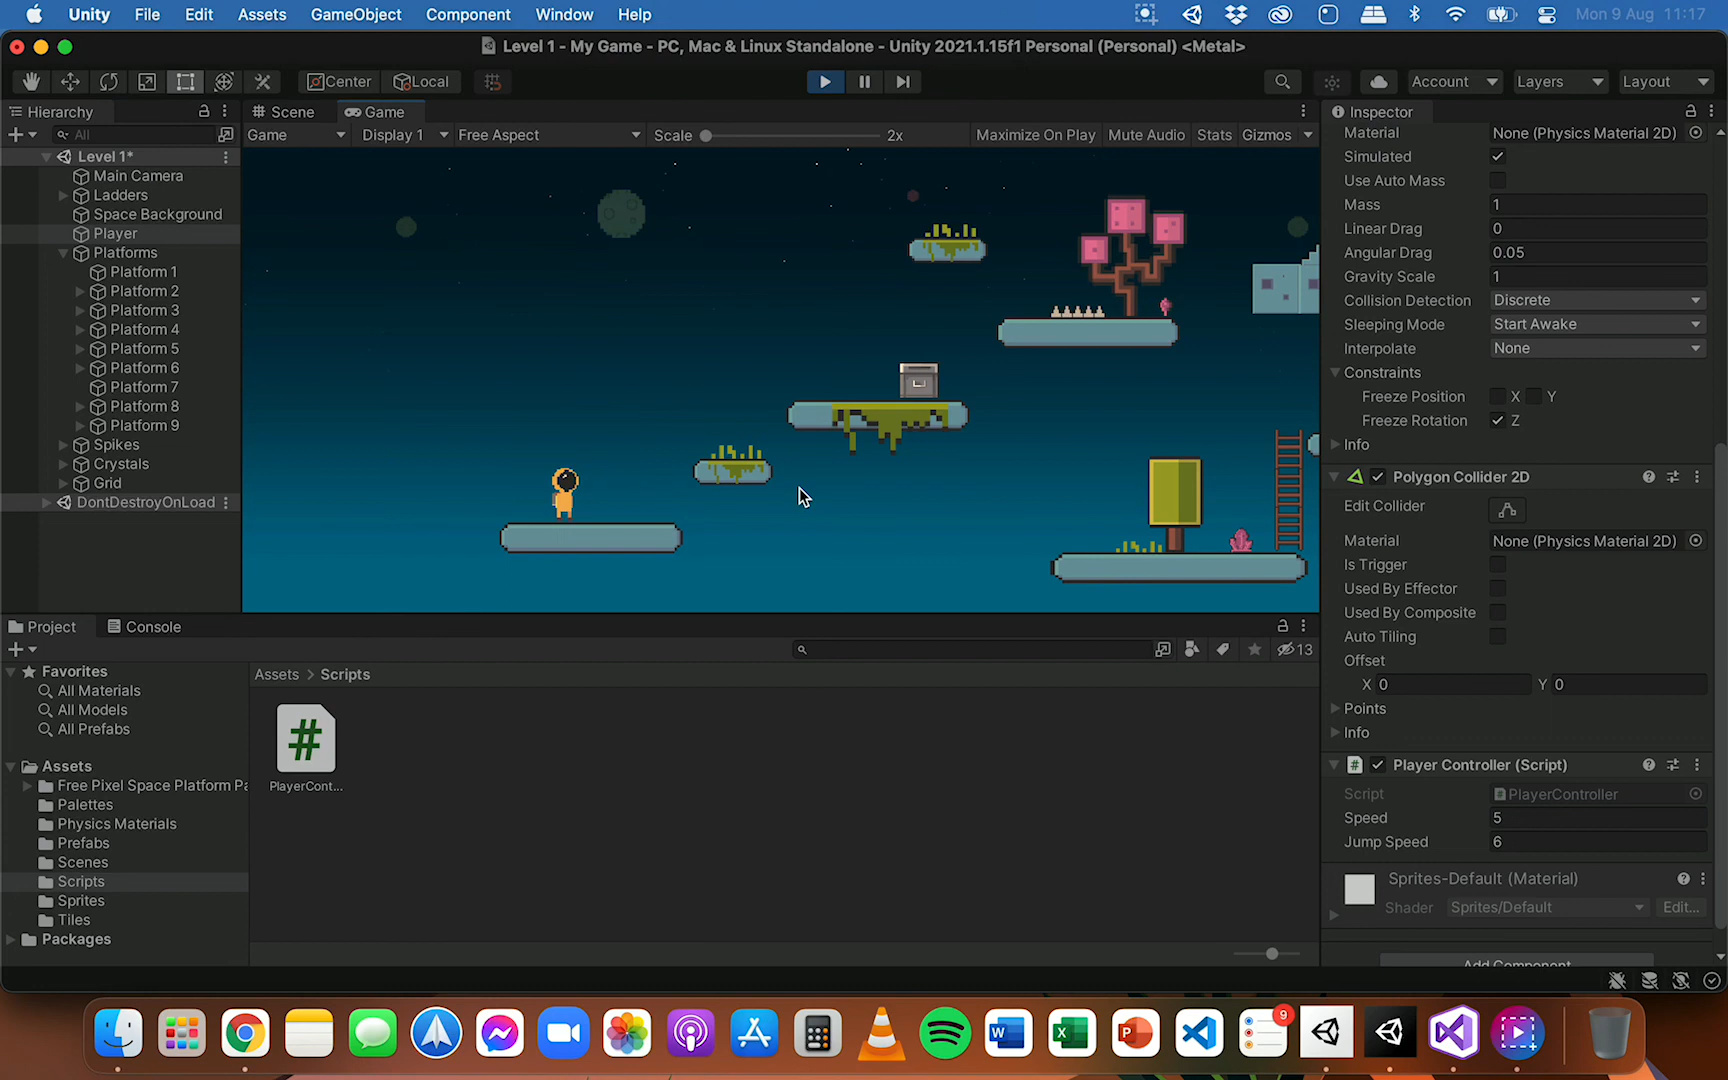 Unity File Edit Assets GameObject Component Window Help Mon 9 Aug 11:17
Level 1 - My Game - PC, Mac & Linux Standalone - Unity 2021.1.15f1 Personal (Personal) <Metal>
Center Local Account Layers Layout
Hierarchy Scene Game Inspector
All Game Display 1 Free Aspect Scale 2x Maximize On Play Mute Audio Stats Gizmos
Level 1*
Main Camera
Ladders
Space Background
Player
Platforms
Platform 1
Platform 2
Platform 3
Platform 4
Platform 5
Platform 6
Platform 7
Platform 8
Platform 9
Spikes
Crystals
Grid
DontDestroyOnLoad
Material None (Physics Material 2D)
Simulated
Use Auto Mass
Mass 1
Linear Drag 0
Angular Drag 0.05
Gravity Scale 1
Collision Detection Discrete
Sleeping Mode Start Awake
Interpolate None
Constraints
Freeze Position X Y
Freeze Rotation Z
Info
Polygon Collider 2D
Edit Collider
Material None (Physics Material 2D)
Is Trigger
Used By Effector
Used By Composite
Auto Tiling
Offset
X 0 Y 0
Points
Info
Player Controller (Script)
Script PlayerController
Speed 5
Jump Speed 6
Sprites-Default (Material)
Shader Sprites/Default Edit...
Add Component
Project Console
13
Favorites
All Materials
All Models
All Prefabs
Assets
Free Pixel Space Platform Pa
Palettes
Physics Materials
Prefabs
Scenes
Scripts
Sprites
Tiles
Packages
Assets > Scripts
#
PlayerCont...
W X P 9